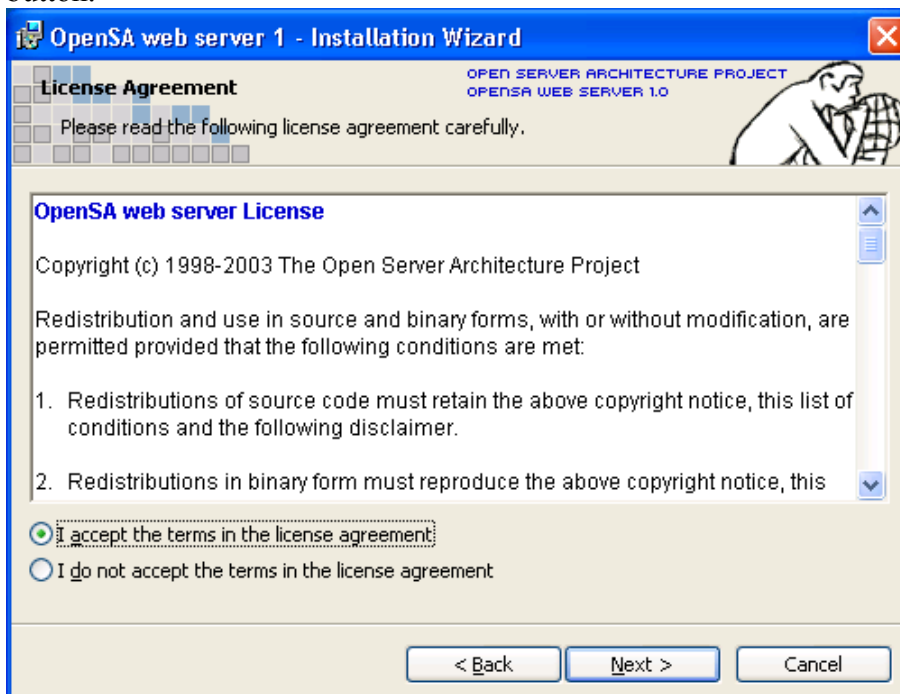 button.
OpenSA web server 1 - Installation Wizard
License Agreement
OPEN SERVER ARCHITECTURE PROJECT
OPENSA WEB SERVER 1.0
Please read the following license agreement carefully.
OpenSA web server License
Copyright (c) 1998-2003 The Open Server Architecture Project
Redistribution and use in source and binary forms, with or without modification, are
permitted provided that the following conditions are met:
1. Redistributions of source code must retain the above copyright notice, this list of
conditions and the following disclaimer.
2. Redistributions in binary form must reproduce the above copyright notice, this
I accept the terms in the license agreement
I do not accept the terms in the license agreement
< Back Next > Cancel